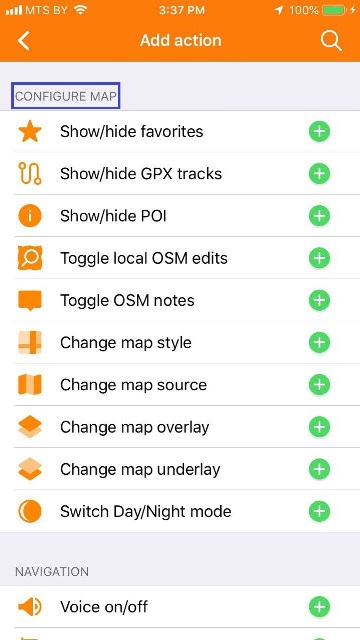 MTS BY 3:37 PM 100%
Add action
CONFIGURE MAP
Show/hide favorites
Show/hide GPX tracks
Show/hide POI
Toggle local OSM edits
Toggle OSM notes
Change map style
Change map source
Change map overlay
Change map underlay
Switch Day/Night mode
NAVIGATION
Voice on/off